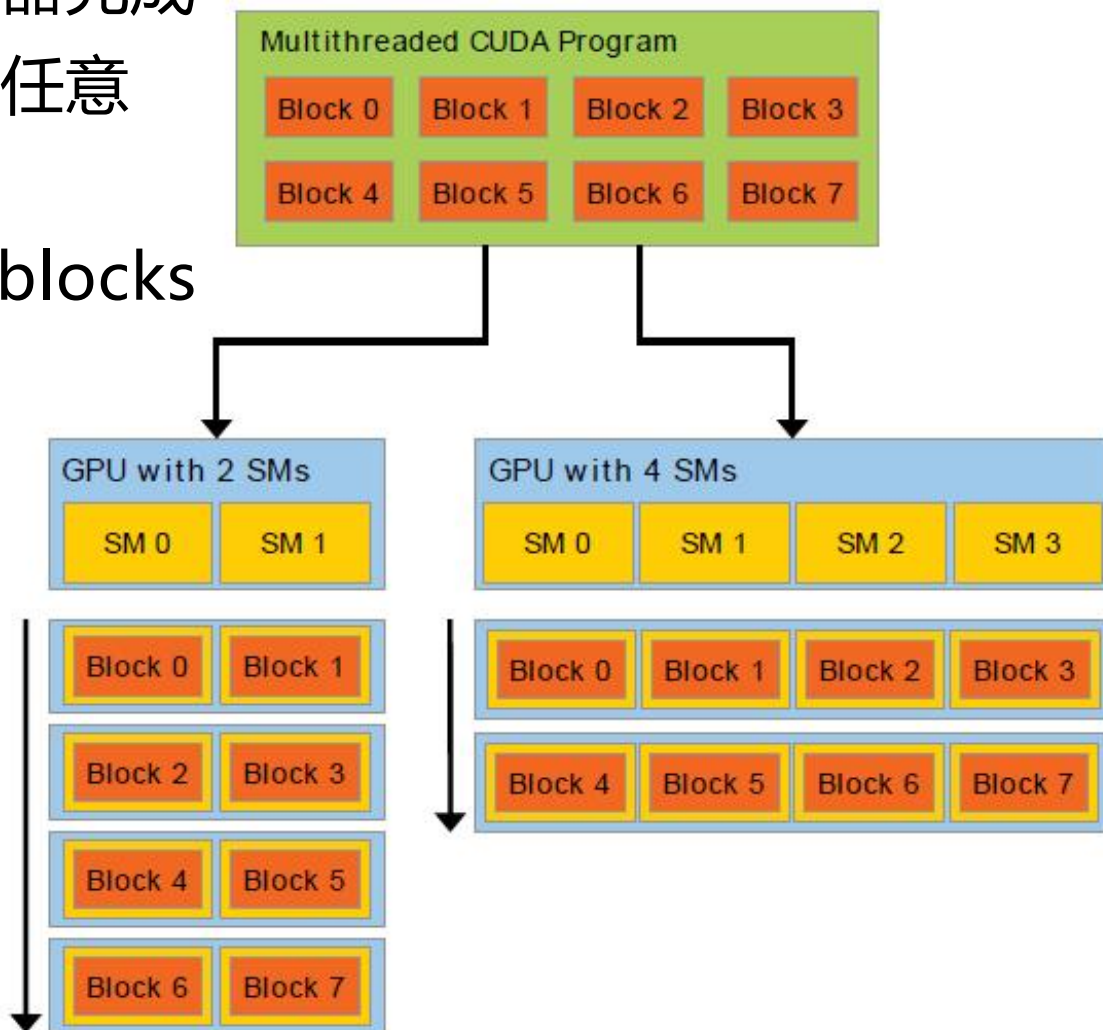 器完成
任意
blocks
Multithreaded CUDA Program
Block 0 Block 1 Block 2 Block 3
Block 4 Block 5 Block 6 Block 7
GPU with 2 SMs
SM 0 SM 1
Block 0 Block 1
Block 2 Block 3
Block 4 Block 5
Block 6 Block 7
GPU with 4 SMs
SM 0 SM 1 SM 2 SM 3
Block 0 Block 1 Block 2 Block 3
Block 4 Block 5 Block 6 Block 7